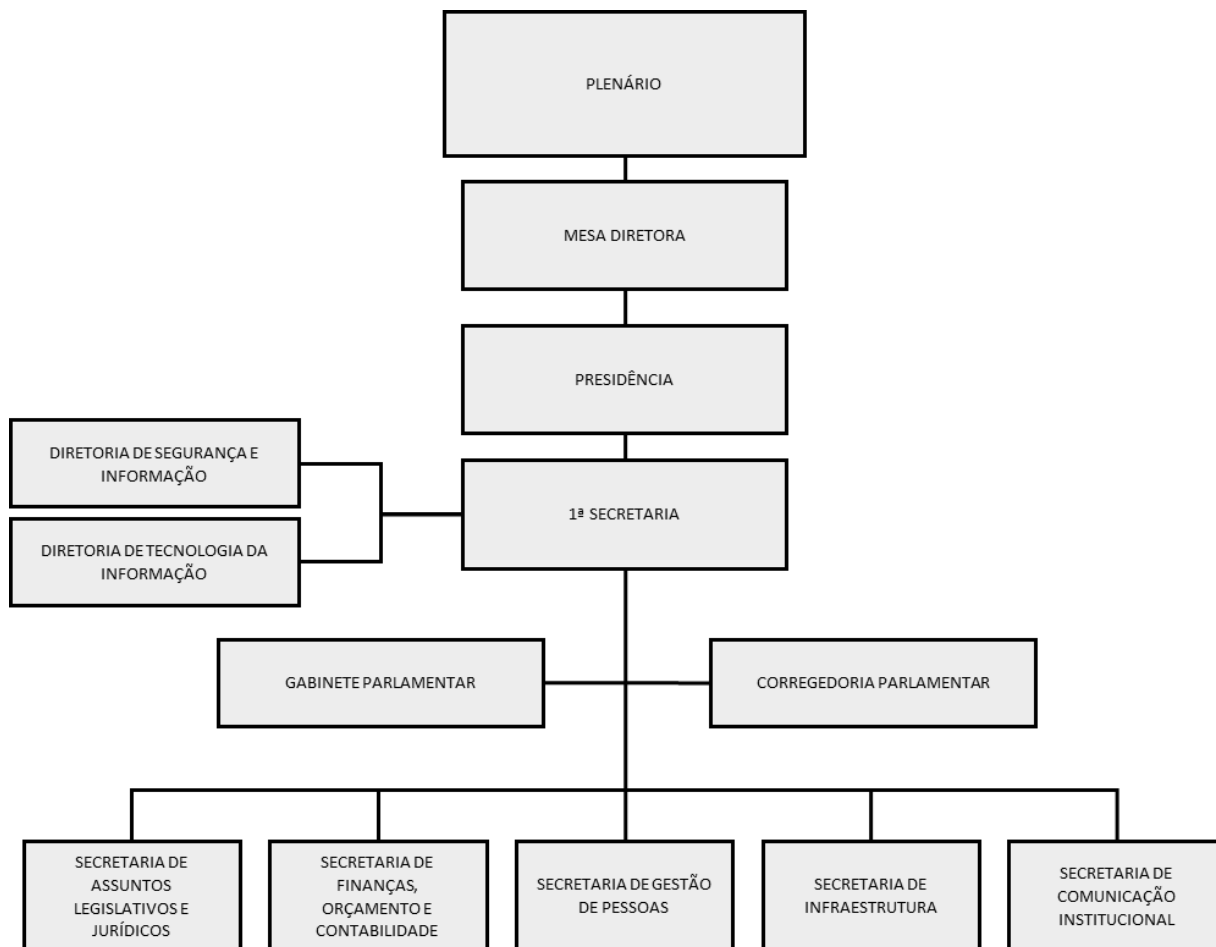 PLENÁRIO
MESA DIRETORA
PRESIDÊNCIA
DIRETORIA DE SEGURANÇA E
INFORMAÇÃO
1ª SECRETARIA
DIRETORIA DE TECNOLOGIA DA
INFORMAÇÃO
GABINETE PARLAMENTAR
CORREGEDORIA PARLAMENTAR
SECRETARIA DE
ASSUNTOS
LEGISLATIVOS E
JURÍDICOS
SECRETARIA DE
FINANÇAS,
ORÇAMENTO E
CONTABILIDADE
SECRETARIA DE GESTÃO
DE PESSOAS
SECRETARIA DE
INFRAESTRUTURA
SECRETARIA DE
COMUNICAÇÃO
INSTITUCIONAL